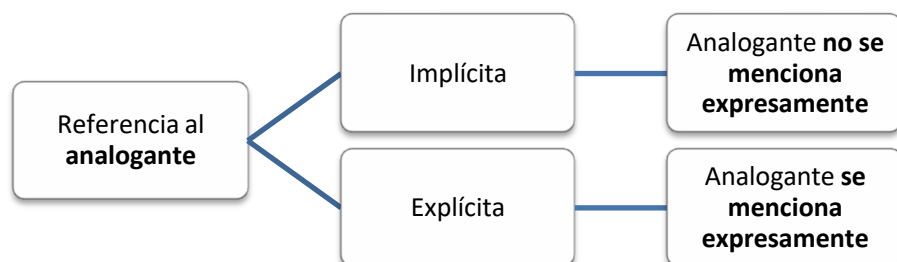 Referencia al
analogante
Implícita
Analogante no se
menciona
expresamente
Explícita
Analogante se
menciona
expresamente